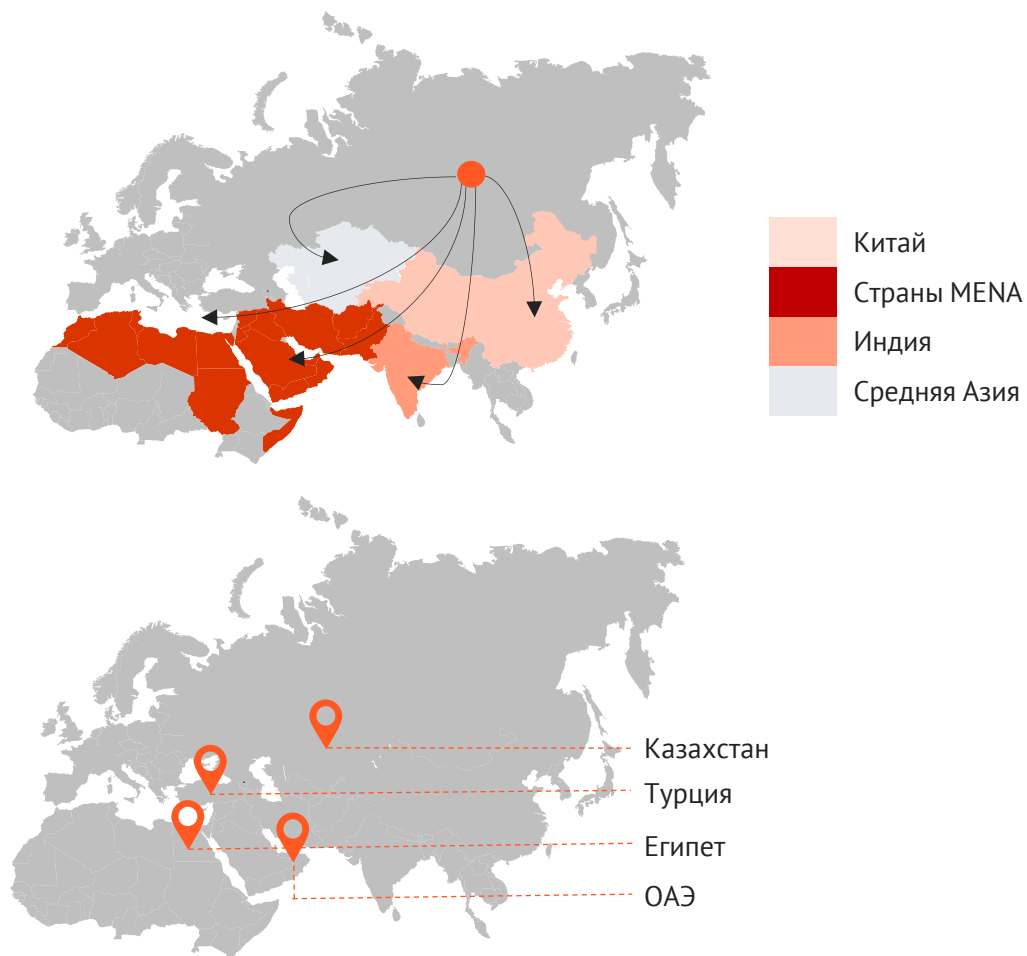 Китай
Страны MENA
Индия
Средняя Азия
Казахстан
Турция
Египет
ОАЭ